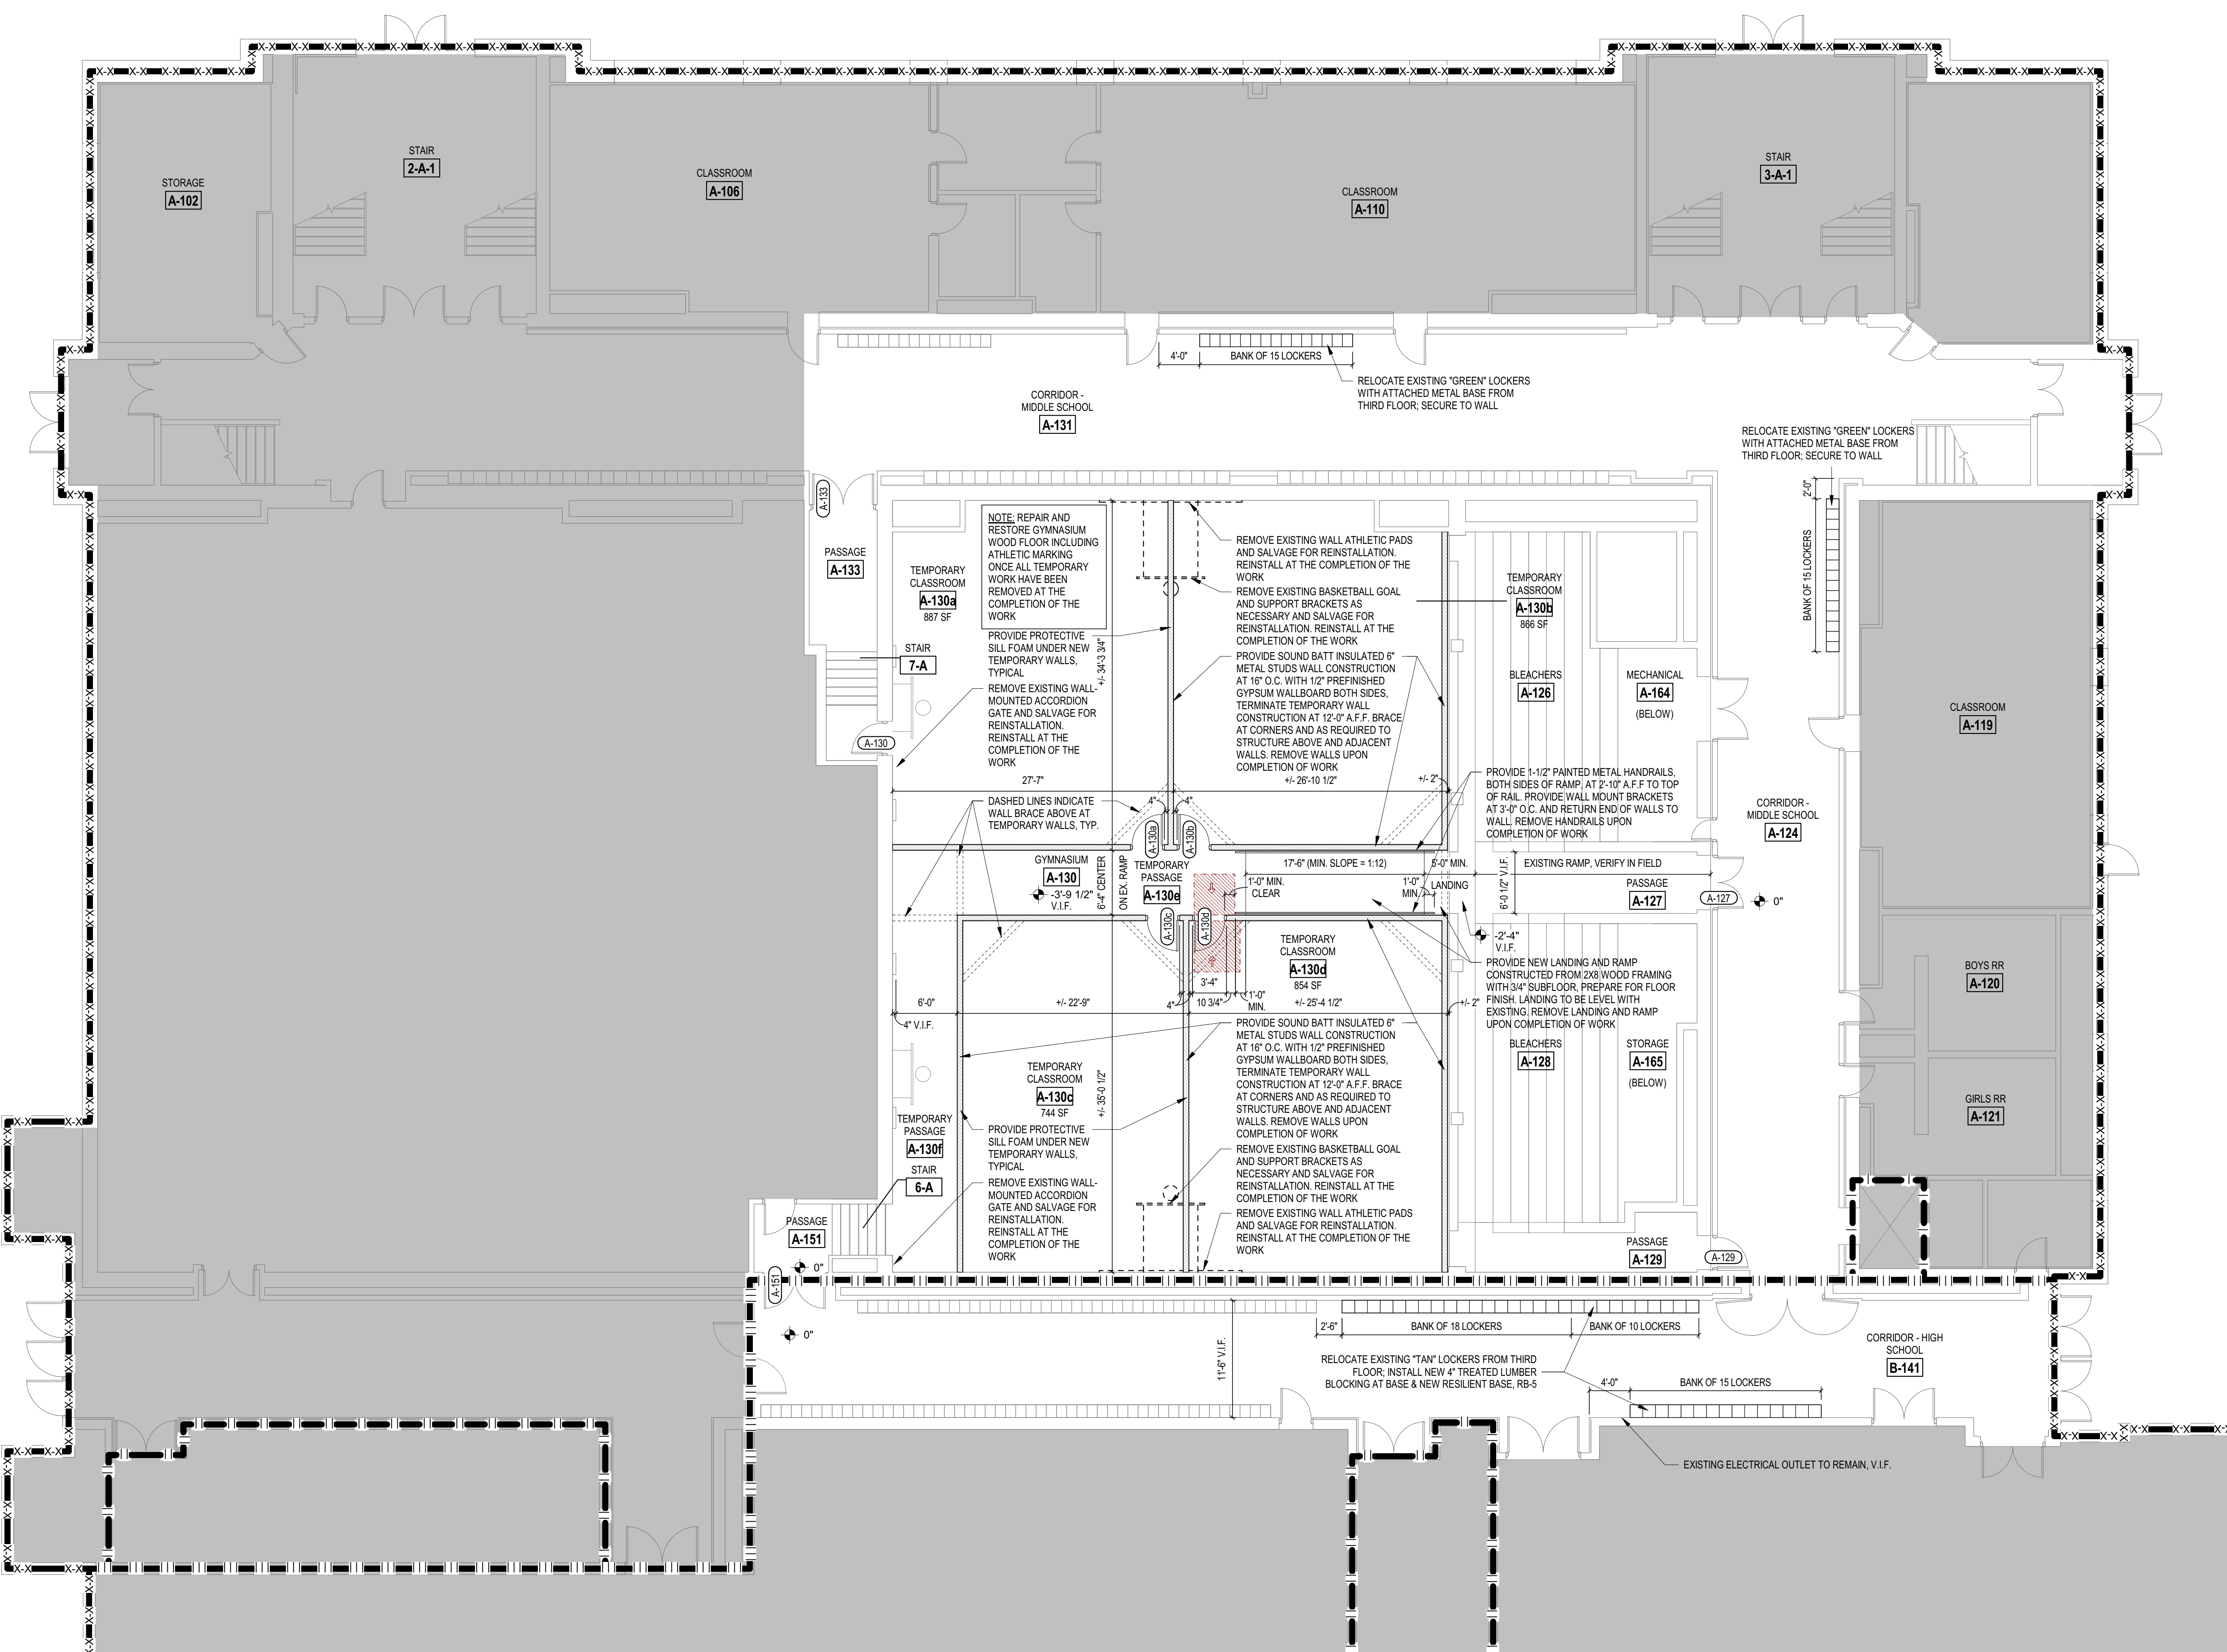 STORAGE
A-102
STAIR
2-A-1
CLASSROOM
A-106
CLASSROOM
A-110
STAIR
3-A-1
4'-0"
BANK OF 15 LOCKERS
RELOCATE EXISTING "GREEN" LOCKERS
WITH ATTACHED METAL BASE FROM
THIRD FLOOR; SECURE TO WALL
CORRIDOR -
MIDDLE SCHOOL
A-131
RELOCATE EXISTING "GREEN" LOCKERS
WITH ATTACHED METAL BASE FROM
THIRD FLOOR; SECURE TO WALL
2'-0"
BANK OF 15 LOCKERS
A-133
PASSAGE
A-133
TEMPORARY
CLASSROOM
A-130a
887 SF
NOTE: REPAIR AND
RESTORE GYMNASIUM
WOOD FLOOR INCLUDING
ATHLETIC MARKING
ONCE ALL TEMPORARY
WORK HAVE BEEN
REMOVED AT THE
COMPLETION OF THE
WORK
PROVIDE PROTECTIVE
SILL FOAM UNDER NEW
TEMPORARY WALLS,
TYPICAL
+/- 34'-3 3/4"
STAIR
7-A
REMOVE EXISTING WALL-
MOUNTED ACCORDION
GATE AND SALVAGE FOR
REINSTALLATION.
REINSTALL AT THE
COMPLETION OF THE
WORK
A-130
REMOVE EXISTING WALL ATHLETIC PADS
AND SALVAGE FOR REINSTALLATION.
REINSTALL AT THE COMPLETION OF THE
WORK
REMOVE EXISTING BASKETBALL GOAL
AND SUPPORT BRACKETS AS
NECESSARY AND SALVAGE FOR
REINSTALLATION. REINSTALL AT THE
COMPLETION OF THE WORK
PROVIDE SOUND BATT INSULATED 6"
METAL STUDS WALL CONSTRUCTION
AT 16" O.C. WITH 1/2" PREFINISHED
GYPSUM WALLBOARD BOTH SIDES,
TERMINATE TEMPORARY WALL
CONSTRUCTION AT 12'-0" A.F.F. BRACE
AT CORNERS AND AS REQUIRED TO
STRUCTURE ABOVE AND ADJACENT
WALLS. REMOVE WALLS UPON
COMPLETION OF WORK
TEMPORARY
CLASSROOM
A-130b
866 SF
BLEACHERS
A-126
MECHANICAL
A-164
(BELOW)
CLASSROOM
A-119
27'-7"
+/- 26'-10 1/2"
+/- 2"
PROVIDE 1-1/2" PAINTED METAL HANDRAILS,
BOTH SIDES OF RAMP, AT 2'-10" A.F.F TO TOP
OF RAIL. PROVIDE WALL MOUNT BRACKETS
AT 3'-0" O.C. AND RETURN END OF WALLS TO
WALL. REMOVE HANDRAILS UPON
COMPLETION OF WORK
DASHED LINES INDICATE
WALL BRACE ABOVE AT
TEMPORARY WALLS, TYP.
4"
4"
A-130a
A-130b
CORRIDOR -
MIDDLE SCHOOL
A-124
GYMNASIUM
A-130
-3'-9 1/2"
V.I.F.
6'-4" CENTER
ON EX. RAMP
TEMPORARY
PASSAGE
A-130e
17'-6" (MIN. SLOPE = 1:12)
5'-0" MIN.
EXISTING RAMP, VERIFY IN FIELD
1'-0" MIN.
CLEAR
1'-0"
MIN.
LANDING
6'-0 1/2" V.I.F.
PASSAGE
A-127
A-127
0"
A-130c
A-130d
-2'-4"
V.I.F.
TEMPORARY
CLASSROOM
A-130d
854 SF
PROVIDE NEW LANDING AND RAMP
CONSTRUCTED FROM 2X8 WOOD FRAMING
WITH 3/4" SUBFLOOR, PREPARE FOR FLOOR
FINISH. LANDING TO BE LEVEL WITH
EXISTING. REMOVE LANDING AND RAMP
UPON COMPLETION OF WORK
BOYS RR
A-120
3'-4"
4"
10 3/4"
1'-0"
MIN.
6'-0"
+/- 22'-9"
+/- 25'-4 1/2"
+/- 2"
4" V.I.F.
PROVIDE SOUND BATT INSULATED 6"
METAL STUDS WALL CONSTRUCTION
AT 16" O.C. WITH 1/2" PREFINISHED
GYPSUM WALLBOARD BOTH SIDES,
TERMINATE TEMPORARY WALL
CONSTRUCTION AT 12'-0" A.F.F. BRACE
AT CORNERS AND AS REQUIRED TO
STRUCTURE ABOVE AND ADJACENT
WALLS. REMOVE WALLS UPON
COMPLETION OF WORK
REMOVE EXISTING BASKETBALL GOAL
AND SUPPORT BRACKETS AS
NECESSARY AND SALVAGE FOR
REINSTALLATION. REINSTALL AT THE
COMPLETION OF THE WORK
REMOVE EXISTING WALL ATHLETIC PADS
AND SALVAGE FOR REINSTALLATION.
REINSTALL AT THE COMPLETION OF THE
WORK
BLEACHERS
A-128
STORAGE
A-165
(BELOW)
TEMPORARY
CLASSROOM
A-130c
744 SF
+/- 35'-0 1/2"
GIRLS RR
A-121
TEMPORARY
PASSAGE
A-130f
PROVIDE PROTECTIVE
SILL FOAM UNDER NEW
TEMPORARY WALLS,
TYPICAL
STAIR
6-A
REMOVE EXISTING WALL-
MOUNTED ACCORDION
GATE AND SALVAGE FOR
REINSTALLATION.
REINSTALL AT THE
COMPLETION OF THE
WORK
PASSAGE
A-151
0"
A-151
PASSAGE
A-129
A-129
0"
2'-6"
BANK OF 18 LOCKERS
BANK OF 10 LOCKERS
11'-6" V.I.F.
RELOCATE EXISTING "TAN" LOCKERS FROM THIRD
FLOOR; INSTALL NEW 4" TREATED LUMBER
BLOCKING AT BASE & NEW RESILIENT BASE, RB-5
4'-0"
BANK OF 15 LOCKERS
CORRIDOR - HIGH
SCHOOL
B-141
EXISTING ELECTRICAL OUTLET TO REMAIN, V.I.F.